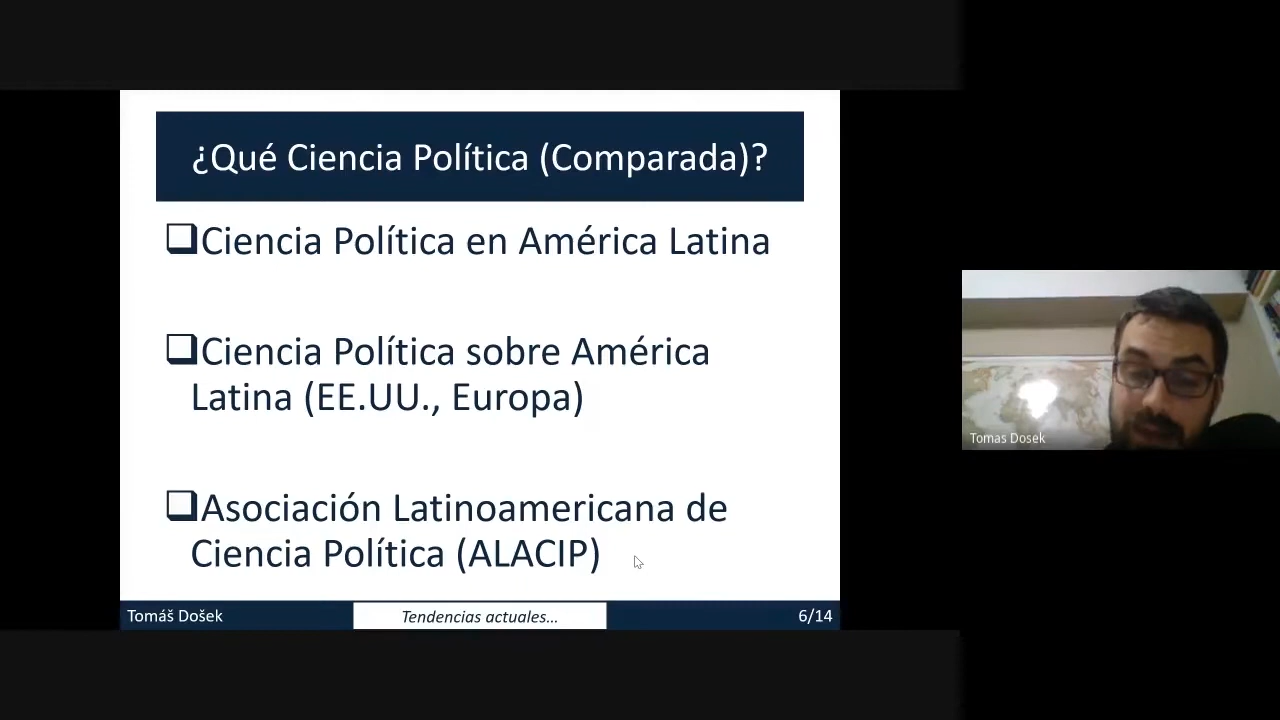 ¿Qué Ciencia Política (Comparada)?
Ciencia Política en América Latina
Ciencia Política sobre América
Latina (EE.UU., Europa)
Asociación Latinoamericana de
Ciencia Política (ALACIP)
Tomáš Došek
Tendencias actuales…
6/14
Tomas Dosek